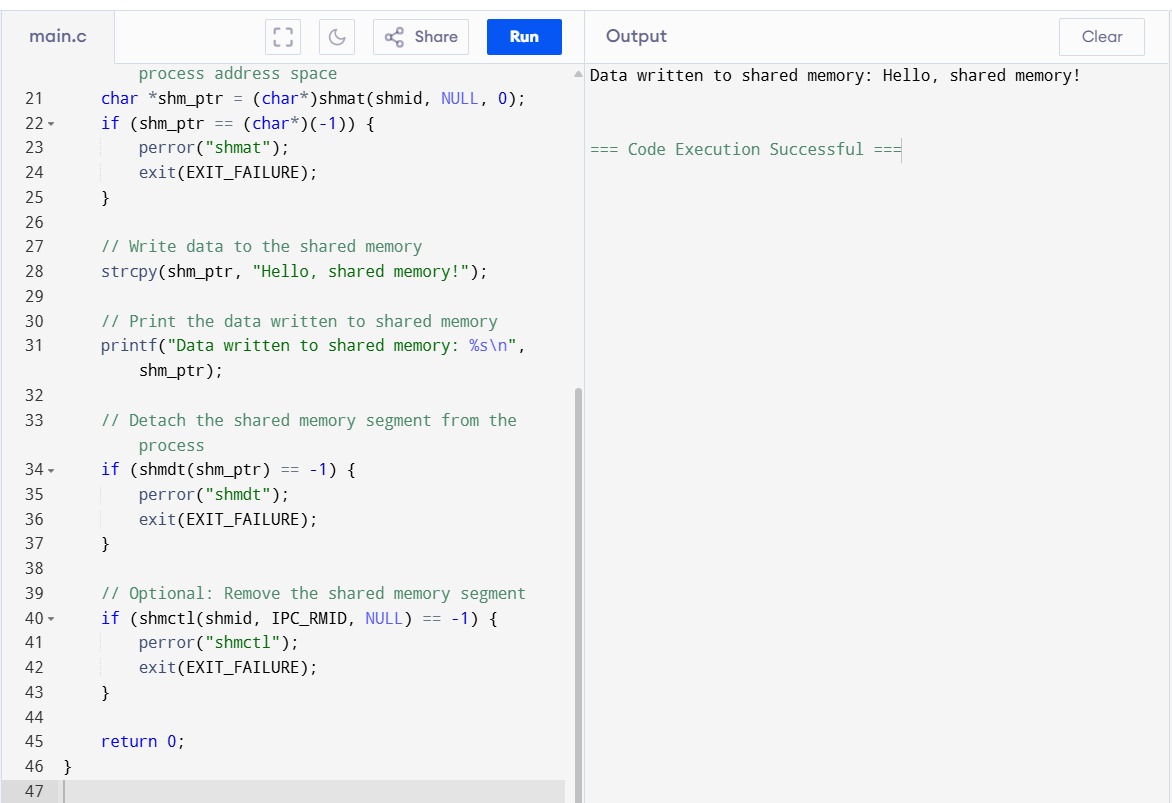 main.c
Share
Run
Output
Clear
process address space
21 char *shm_ptr = (char*)shmat(shmid, NULL, 0);
22 if (shm_ptr == (char*)(-1)) {
23 perror("shmat");
24 exit(EXIT_FAILURE);
25 }
26
27 // Write data to the shared memory
28 strcpy(shm_ptr, "Hello, shared memory!");
29
30 // Print the data written to shared memory
31 printf("Data written to shared memory: %s\n",
shm_ptr);
32
33 // Detach the shared memory segment from the
process
34 if (shmdt(shm_ptr) == -1) {
35 perror("shmdt");
36 exit(EXIT_FAILURE);
37 }
38
39 // Optional: Remove the shared memory segment
40 if (shmctl(shmid, IPC_RMID, NULL) == -1) {
41 perror("shmctl");
42 exit(EXIT_FAILURE);
43 }
44
45 return 0;
46 }
47
Data written to shared memory: Hello, shared memory!
=== Code Execution Successful ===